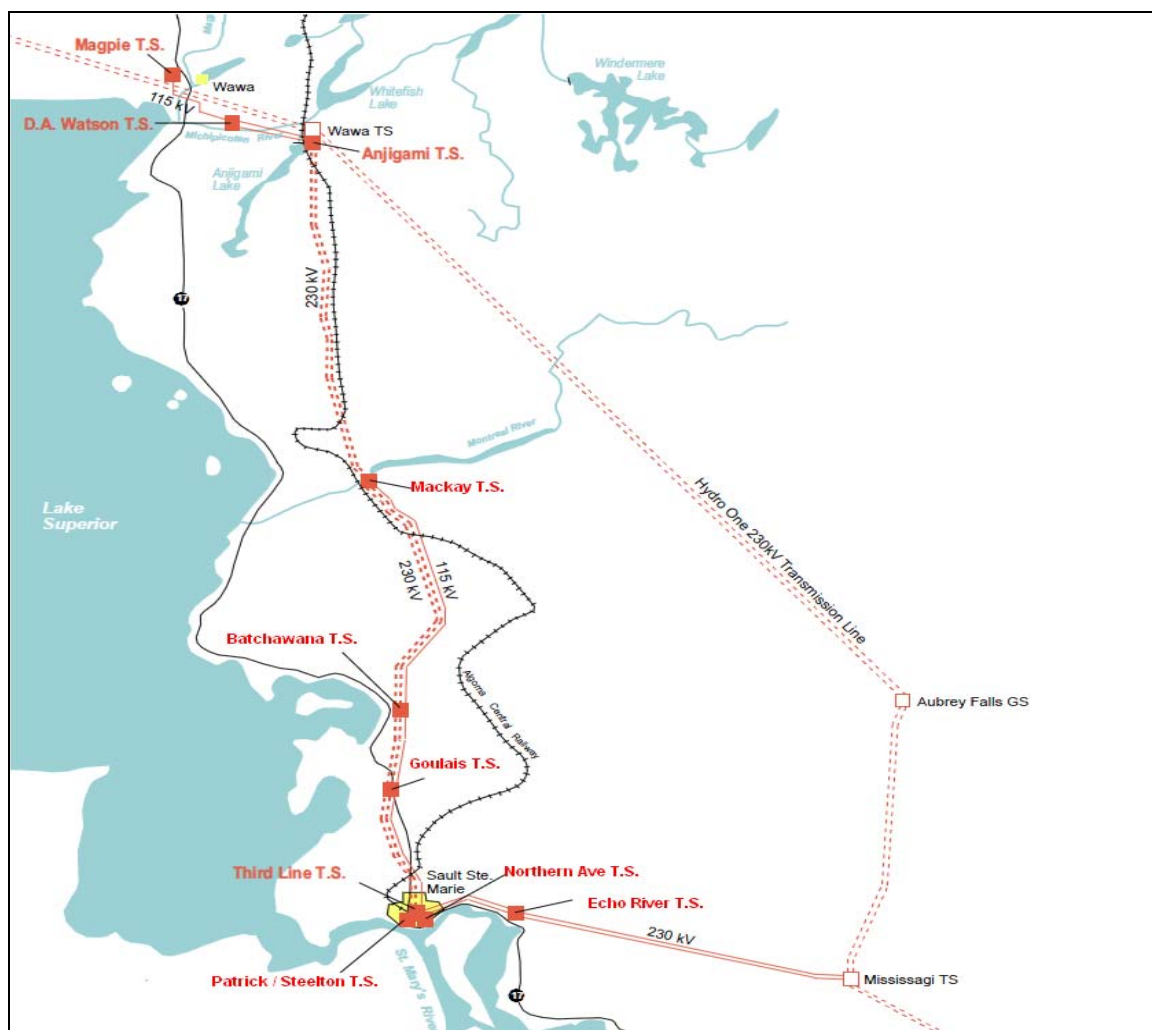 Magpie T.S.
Wawa
115 kV
D.A. Watson T.S.
Michipicoten River
Whitefish
Lake
Windermere
Lake
Wawa TS
Anjigami T.S.
Anjigami
Lake
230 kV
17
Montreal River
Mackay T.S.
Lake
Superior
Hydro One 230kV Transmission Line
115 kV
230 kV
Batchawana T.S.
Algoma Central Railway
Aubrey Falls GS
Goulais T.S.
Third Line T.S.
Sault Ste.
Marie
Northern Ave T.S.
Echo River T.S.
230 kV
Patrick / Steelton T.S.
St. Mary's River
Mississagi TS
17